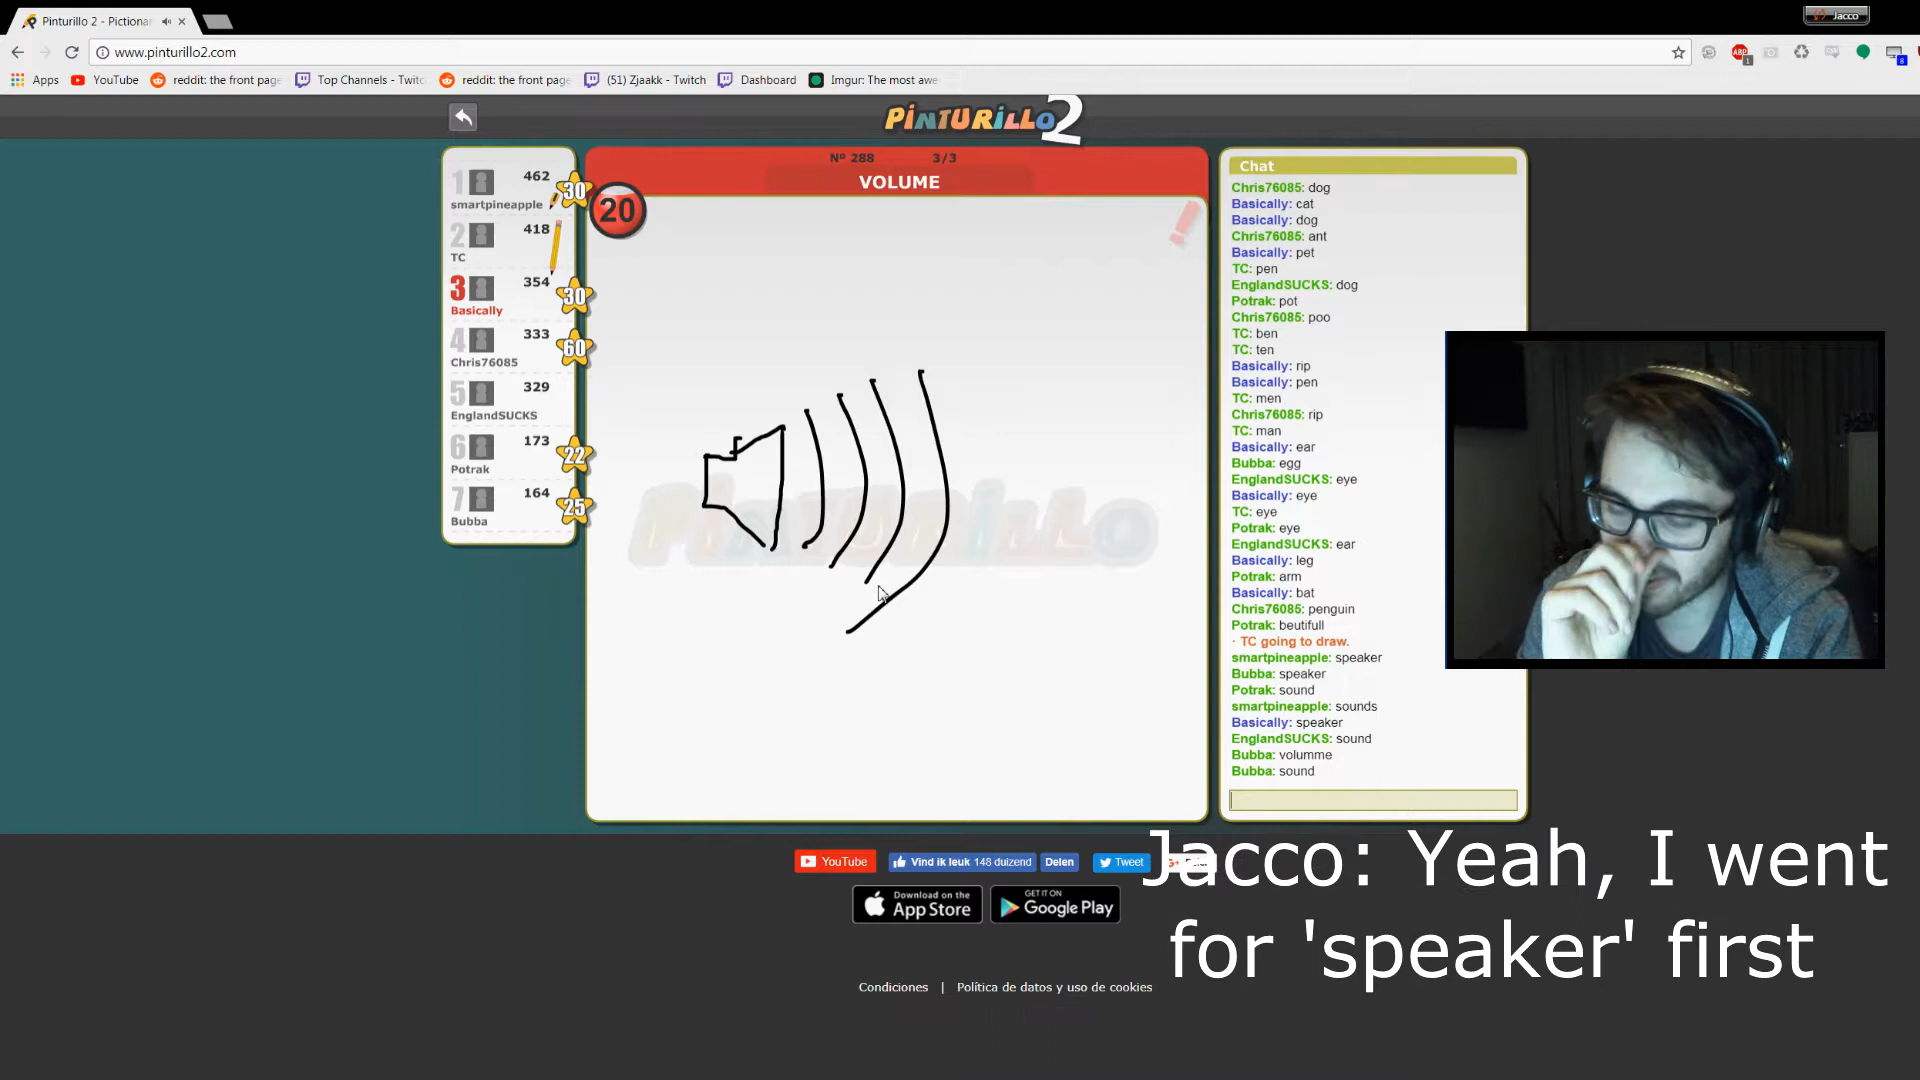 Pinturillo 2 - Pictionar
Jacco
www.pinturillo2.com
Apps
YouTube
reddit: the front page
Top Channels - Twitc
reddit: the front page
(51) Zjaakk - Twitch
Dashboard
Imgur: The most awe
PiNTURiLLO2
Nº 288
3/3
VOLUME
20
1
462
smartpineapple
30
2
418
TC
3
354
Basically
30
4
333
Chris76085
60
5
329
EnglandSUCKS
6
173
Potrak
22
7
164
Bubba
25
PiNTURiLLO
Chat
Chris76085: dog
Basically: cat
Basically: dog
Chris76085: ant
Basically: pet
TC: pen
EnglandSUCKS: dog
Potrak: pot
Chris76085: poo
TC: ben
TC: ten
Basically: rip
Basically: pen
TC: men
Chris76085: rip
TC: man
Basically: ear
Bubba: egg
EnglandSUCKS: eye
Basically: eye
TC: eye
Potrak: eye
EnglandSUCKS: ear
Basically: leg
Potrak: arm
Basically: bat
Chris76085: penguin
Potrak: beutifull
· TC going to draw.
smartpineapple: speaker
Bubba: speaker
Potrak: sound
smartpineapple: sounds
Basically: speaker
EnglandSUCKS: sound
Bubba: volumme
Bubba: sound
YouTube
Vind ik leuk 148 duizend
Delen
Tweet
Download on the
App Store
GET IT ON
Google Play
Condiciones | Política de datos y uso de cookies
Jacco: Yeah, I went
for 'speaker' first